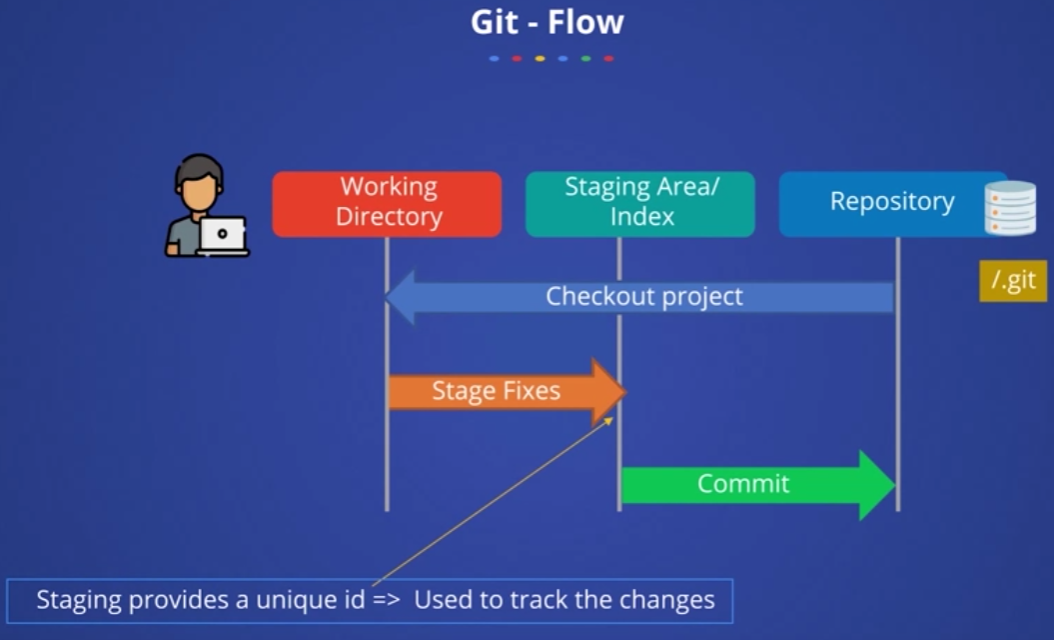 Git - Flow
Working
Directory
Staging Area/
Index
Repository
/.git
Checkout project
Stage Fixes
Commit
Staging provides a unique id => Used to track the changes